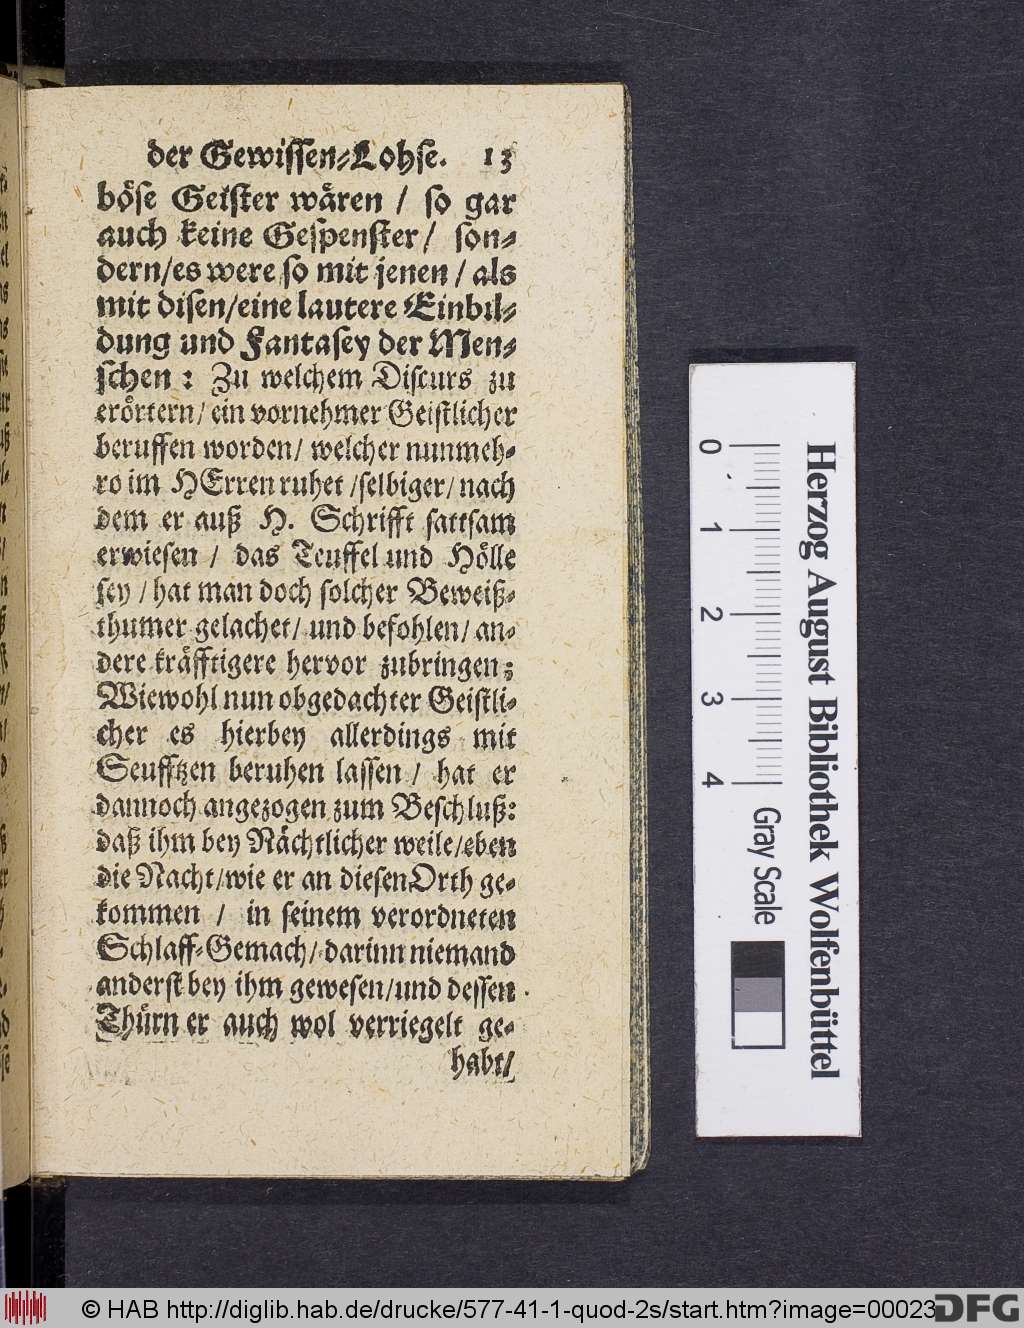 der Gewissen-Lohse. 13
böse Geister wären / so gar
auch keine Gespenster / son-
dern/es were so mit jenen / als
mit disen/eine lautere Einbil-
dung und Fantasey der Men-
schen : Zu welchem Discurs zu
erörtern/ ein vornehmer Geistlicher
beruffen worden/ welcher nunmeh-
ro im HErren ruhet /selbiger/ nach
dem er auß H. Schrifft sattsam
erwiesen / das Teuffel und Hölle
sey / hat man doch solcher Beweiß-
thumer gelachet/ und befohlen/ an-
dere kräfftigere hervor zubringen;
Wiewohl nun obgedachter Geistli-
cher es hierbey allerdings mit
Seufftzen beruhen lassen / hat er
dannoch angezogen zum Beschluß:
daß ihm bey Nächtlicher weile/eben
die Nacht/wie er an diesen Orth ge-
kommen / in seinem verordneten
Schlaff-Gemach/ darinn niemand
anderst bey ihm gewesen/und dessen
Thürn er auch wol verriegelt ge-
habt/
0 1 2 3 4 Gray Scale
Herzog August Bibliothek Wolfenbüttel
© HAB http://diglib.hab.de/drucke/577-41-1-quod-2s/start.htm?image=00023
DFG